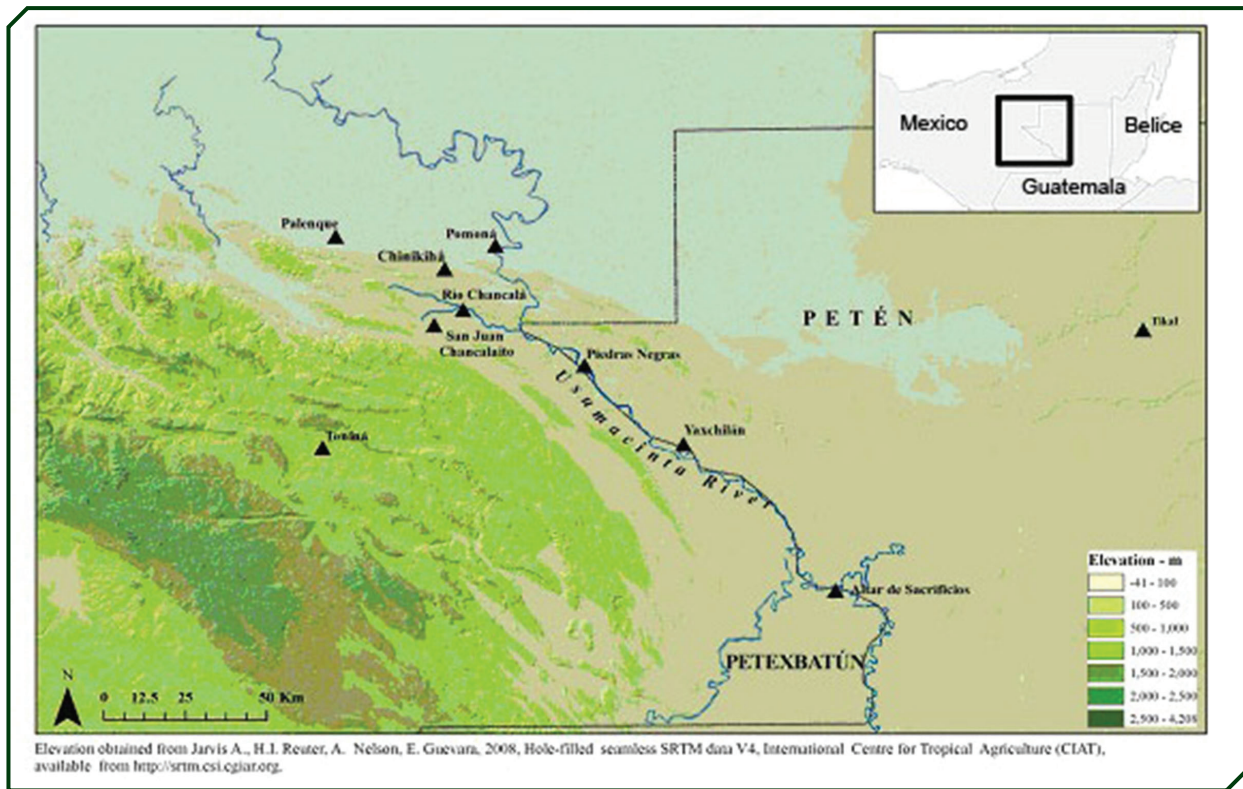 Mexico
Belice
Guatemala
Palenque
Pomoná
Chinikihá
Río Chancalá
San Juan
Chancalaito
PETÉN
Tikal
Piedras Negras
Usamacinta River
Yaxchilán
Toniná
Altar de Sacrificios
PETEXBATÚN
Elevation - m
-41 - 100
100 - 500
500 - 1,000
1,000 - 1,500
1,500 - 2,000
2,000 - 2,500
2,500 - 4,208
N
0 12.5 25 50 Km
Elevation obtained from Jarvis A., H.I. Reuter, A. Nelson, E. Guevara, 2008, Hole-filled seamless SRTM data V4, International Centre for Tropical Agriculture (CIAT),
available from http://srtm.csi.cgiar.org.